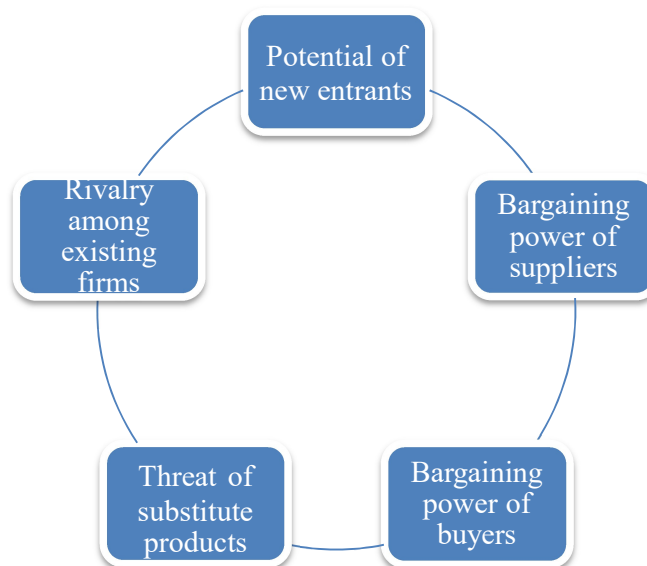 Potential of
new entrants
Bargaining
power of
suppliers
Bargaining
power of
buyers
Threat of
substitute
products
Rivalry
among
existing
firms